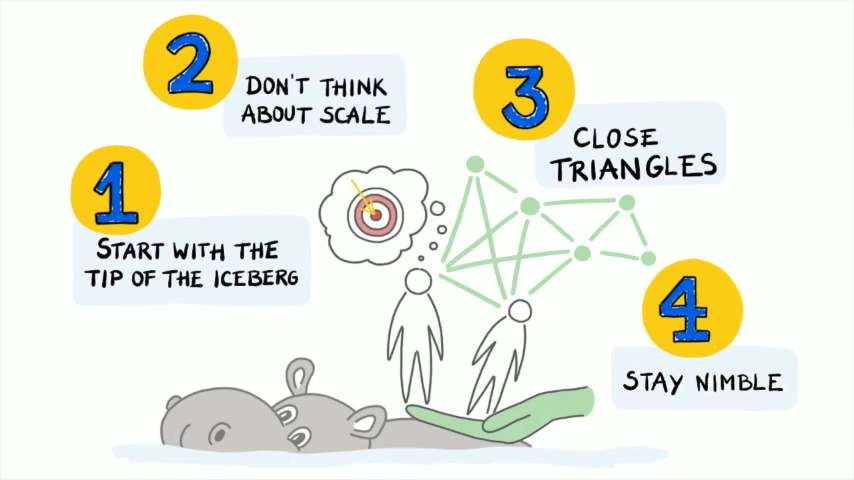 1
START WITH THE
TIP OF THE ICEBERG
2
DON'T THINK
ABOUT SCALE
3
CLOSE
TRIANGLES
4
STAY NIMBLE